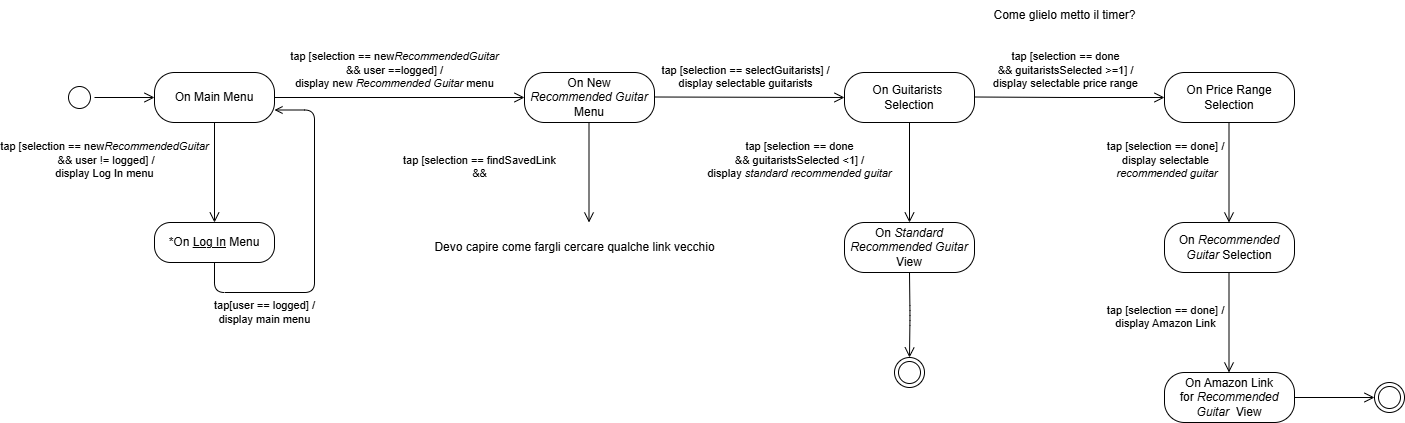 Come glielo metto il timer?
tap [selection == newRecommendedGuitar
&& user ==logged] /
display new Recommended Guitar menu
tap [selection == selectGuitarists] /
display selectable guitarists
tap [selection == done
&& guitaristsSelected >=1] /
display selectable price range
On Main Menu
On New
Recommended Guitar
Menu
On Guitarists
Selection
On Price Range
Selection
tap [selection == newRecommendedGuitar
&& user != logged] /
display Log In menu
tap [selection == findSavedLink
&&
tap [selection == done
&& guitaristsSelected <1] /
display standard recommended guitar
tap [selection == done] /
display selectable
recommended guitar
*On Log In Menu
Devo capire come fargli cercare qualche link vecchio
On Standard
Recommended Guitar
View
On Recommended
Guitar Selection
tap[user == logged] /
display main menu
tap [selection == done] /
display Amazon Link
On Amazon Link
for Recommended
Guitar View